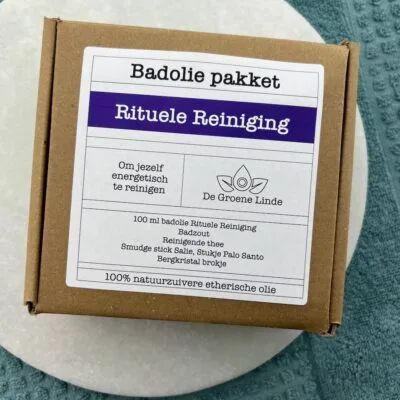 Badolie pakket
Rituele Reiniging
Om jezelf
energetisch
te reinigen
De Groene Linde
100 ml badolie Rituele Reiniging
Badzout
Reinigende thee
Smudge stick Salie, Stukje Palo Santo
Bergkristal brokje
100% natuurzuivere etherische olie